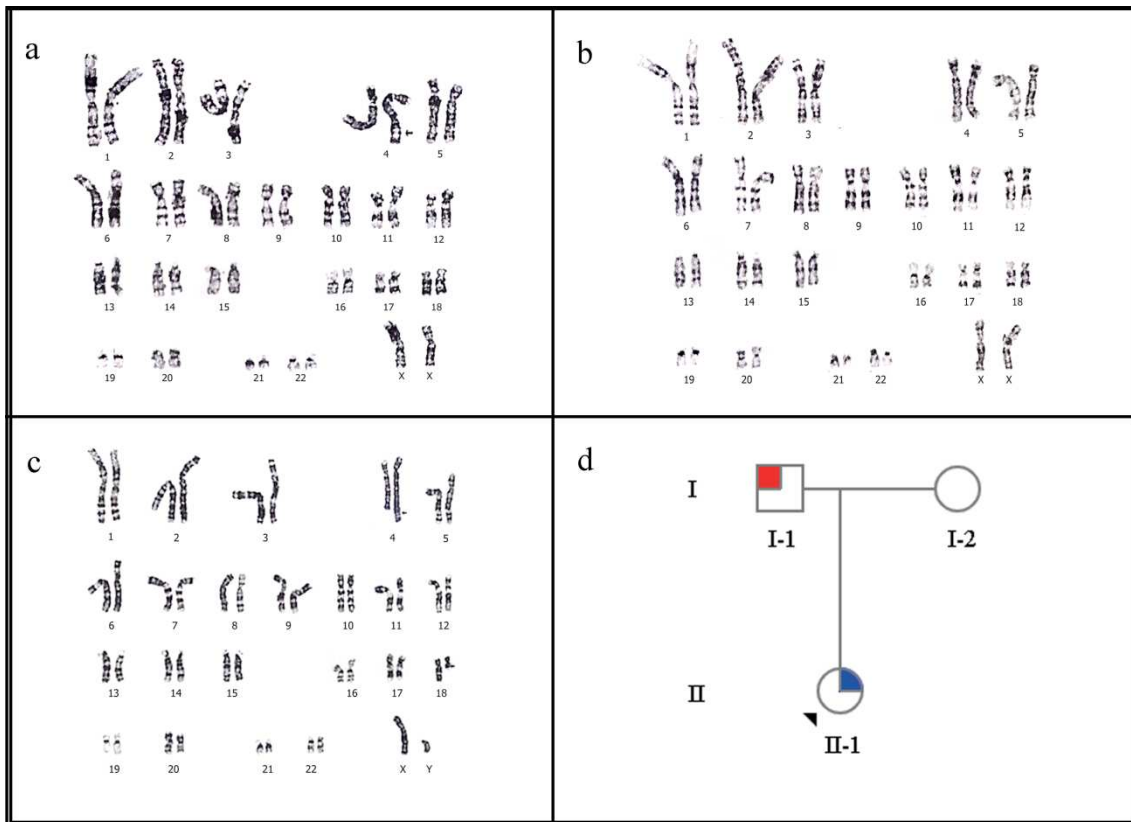 a
1 2 3 4 5
6 7 8 9 10 11 12
13 14 15 16 17 18
19 20 21 22 X X
b
1 2 3 4 5
6 7 8 9 10 11 12
13 14 15 16 17 18
19 20 21 22 X X
c
1 2 3 4 5
6 7 8 9 10 11 12
13 14 15 16 17 18
19 20 21 22 X Y
d
I
I-1 I-2
II
II-1